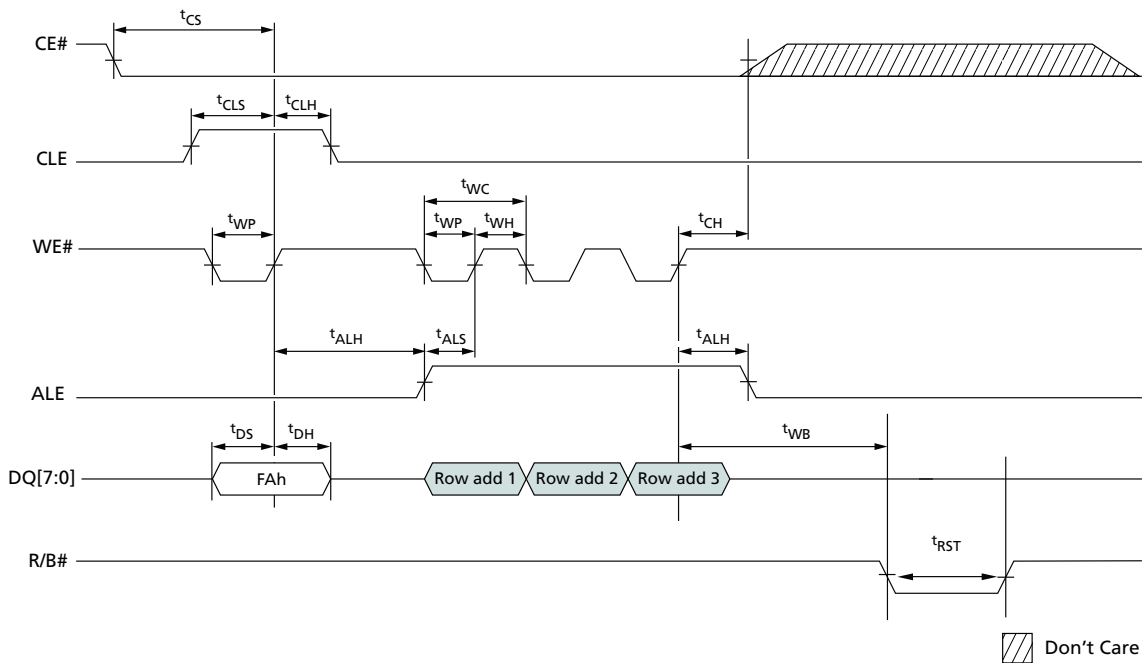 tCS
CE#
tCLS tCLH
CLE
tWC
tWP tWP tWH tCH
WE#
tALH tALS tALH
ALE
tDS tDH tWB
DQ[7:0] FAh Row add 1 Row add 2 Row add 3
tRST
R/B#
Don't Care